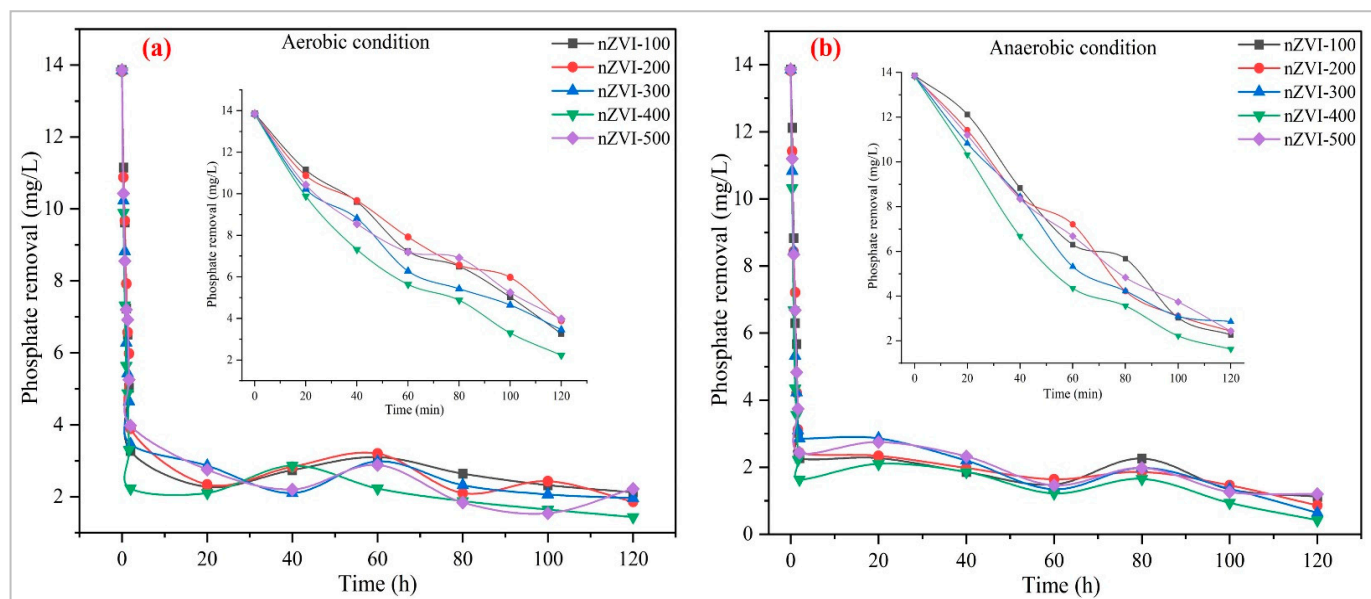 (a)
Aerobic condition
nZVI-100
nZVI-200
nZVI-300
nZVI-400
nZVI-500
Phosphate removal (mg/L)
14
12
10
8
6
4
2
0
20
40
60
80
100
120
Time (h)
Phosphate removal (mg/L)
14
12
10
8
6
4
2
0
20
40
60
80
100
120
Time (min)
(b)
Anaerobic condition
nZVI-100
nZVI-200
nZVI-300
nZVI-400
nZVI-500
Phosphate removal (mg/L)
14
12
10
8
6
4
2
0
0
20
40
60
80
100
120
Time (h)
Phosphate removal (mg/L)
14
12
10
8
6
4
2
0
20
40
60
80
100
120
Time (min)